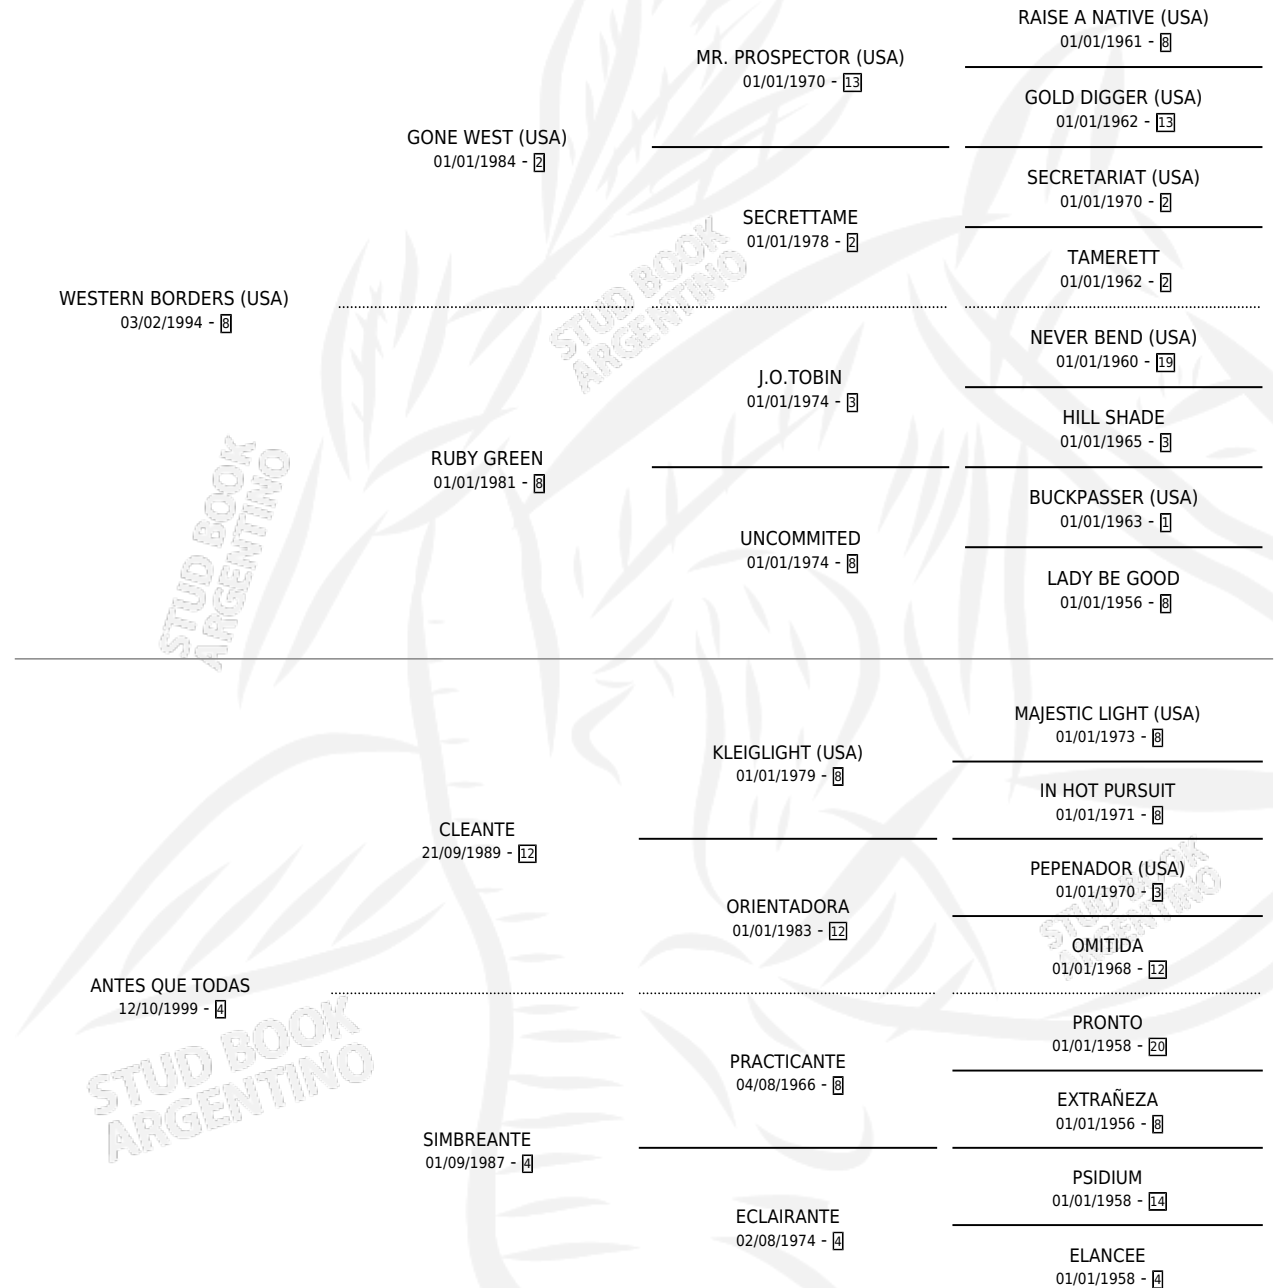 RAISE A NATIVE (USA)
01/01/1961 - 8
MR. PROSPECTOR (USA)
01/01/1970 - 13
GOLD DIGGER (USA)
01/01/1962 - 13
GONE WEST (USA)
01/01/1984 - 2
SECRETARIAT (USA)
01/01/1970 - 2
SECRETTAME
01/01/1978 - 2
TAMERETT
01/01/1962 - 2
WESTERN BORDERS (USA)
03/02/1994 - 8
NEVER BEND (USA)
01/01/1960 - 19
J.O.TOBIN
01/01/1974 - 3
HILL SHADE
01/01/1965 - 3
RUBY GREEN
01/01/1981 - 8
BUCKPASSER (USA)
01/01/1963 - 1
UNCOMMITED
01/01/1974 - 8
LADY BE GOOD
01/01/1956 - 8
MAJESTIC LIGHT (USA)
01/01/1973 - 8
KLEIGLIGHT (USA)
01/01/1979 - 8
IN HOT PURSUIT
01/01/1971 - 8
CLEANTE
21/09/1989 - 12
PEPENADOR (USA)
01/01/1970 - 3
ORIENTADORA
01/01/1983 - 12
OMITIDA
01/01/1968 - 12
ANTES QUE TODAS
12/10/1999 - 4
PRONTO
01/01/1958 - 20
PRACTICANTE
04/08/1966 - 8
EXTRAÑEZA
01/01/1956 - 8
SIMBREANTE
01/09/1987 - 4
PSIDIUM
01/01/1958 - 14
ECLAIRANTE
02/08/1974 - 4
ELANCEE
01/01/1958 - 4
STUD BOOK
ARGENTINO
STUD BOOK
ARGENTINO
STUD BOOK
ARGENTINO
STUD BOOK
ARGENTINO